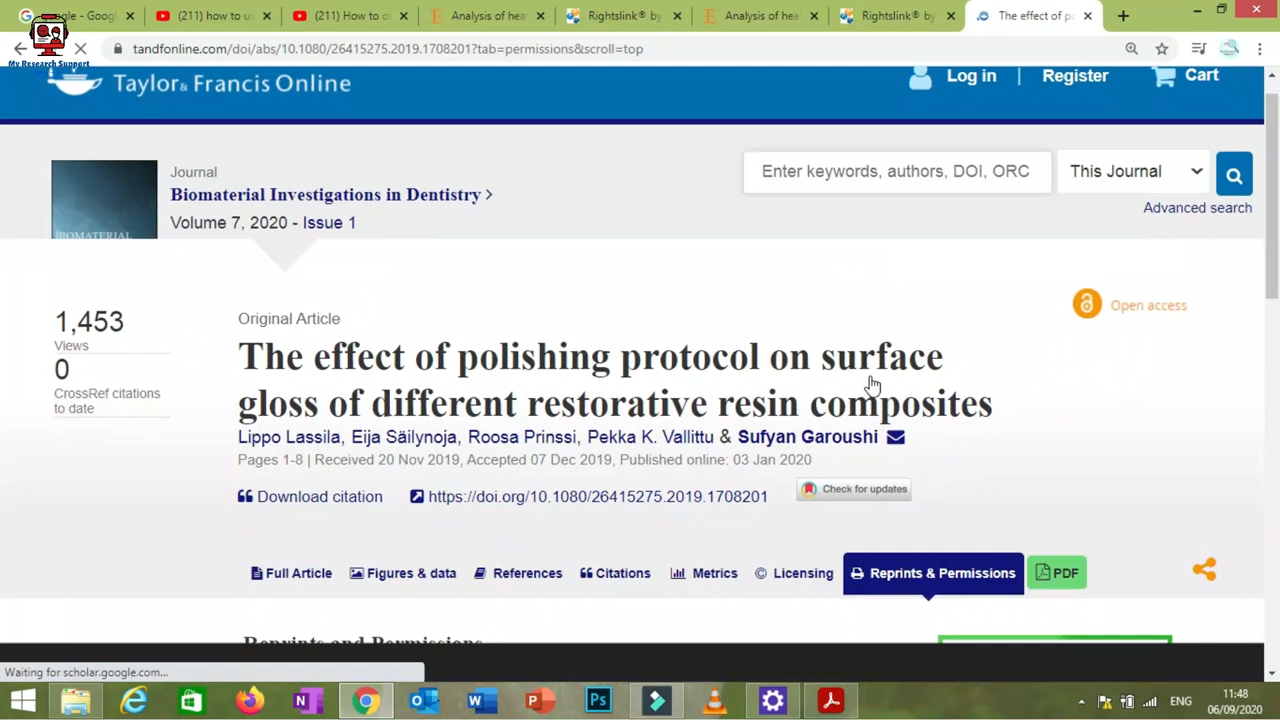 Google - Goog
(211) how to u
(211) How to o
Analysis of hea
Rightslink® by
Analysis of hea
Rightslink® by
The effect of p
tandfonline.com/doi/abs/10.1080/26415275.2019.1708201?tab=permissions&scroll=top
My Research Support
Taylor & Francis Online
Log in | Register Cart
Journal
Biomaterial Investigations in Dentistry >
Volume 7, 2020 - Issue 1
BIOMATERIAL
Enter keywords, authors, DOI, ORC
This Journal
Advanced search
Open access
1,453
Views
0
CrossRef citations
to date
Original Article
The effect of polishing protocol on surface
gloss of different restorative resin composites
Lippo Lassila, Eija Säilynoja, Roosa Prinssi, Pekka K. Vallittu & Sufyan Garoushi
Pages 1-8 | Received 20 Nov 2019, Accepted 07 Dec 2019, Published online: 03 Jan 2020
Download citation
https://doi.org/10.1080/26415275.2019.1708201
Check for updates
Full Article
Figures & data
References
Citations
Metrics
© Licensing
Reprints & Permissions
PDF
Reprints and Permissions
Waiting for scholar.google.com...
ENG
11:48
06/09/2020